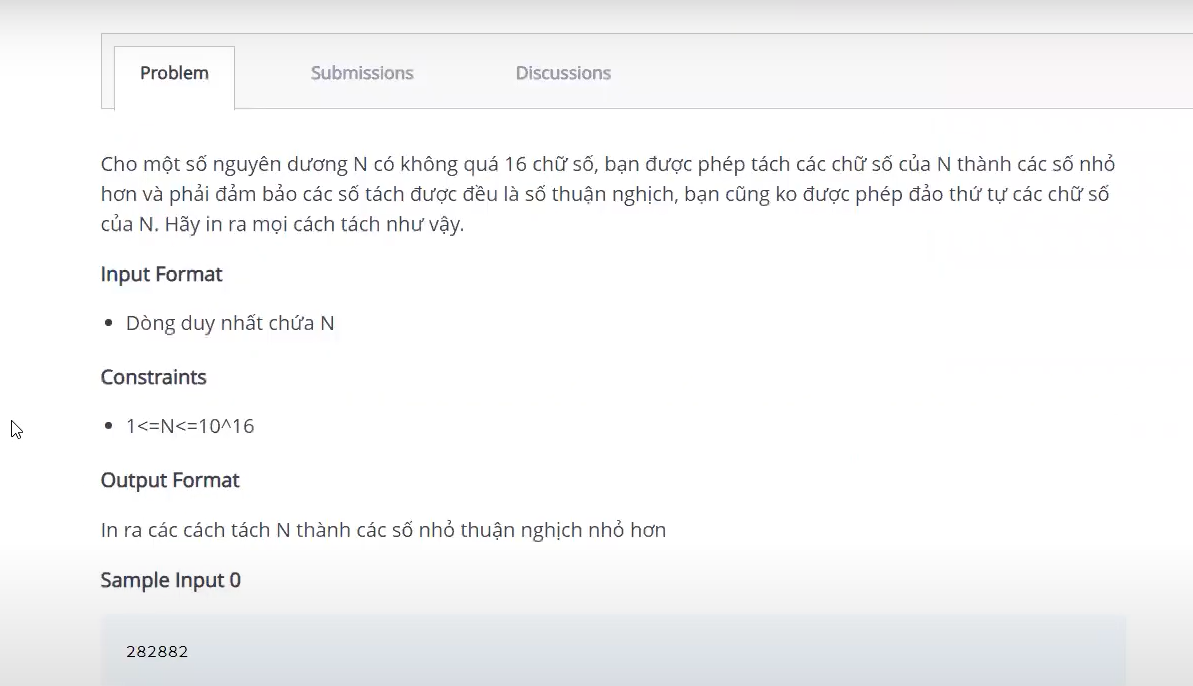 Problem
Submissions
Discussions
Cho một số nguyên dương N có không quá 16 chữ số, bạn được phép tách các chữ số của N thành các số nhỏ
hơn và phải đảm bảo các số tách được đều là số thuận nghịch, bạn cũng ko được phép đảo thứ tự các chữ số
của N. Hãy in ra mọi cách tách như vậy.
Input Format
Dòng duy nhất chứa N
Constraints
1<=N<=10^16
Output Format
In ra các cách tách N thành các số nhỏ thuận nghịch nhỏ hơn
Sample Input 0
282882